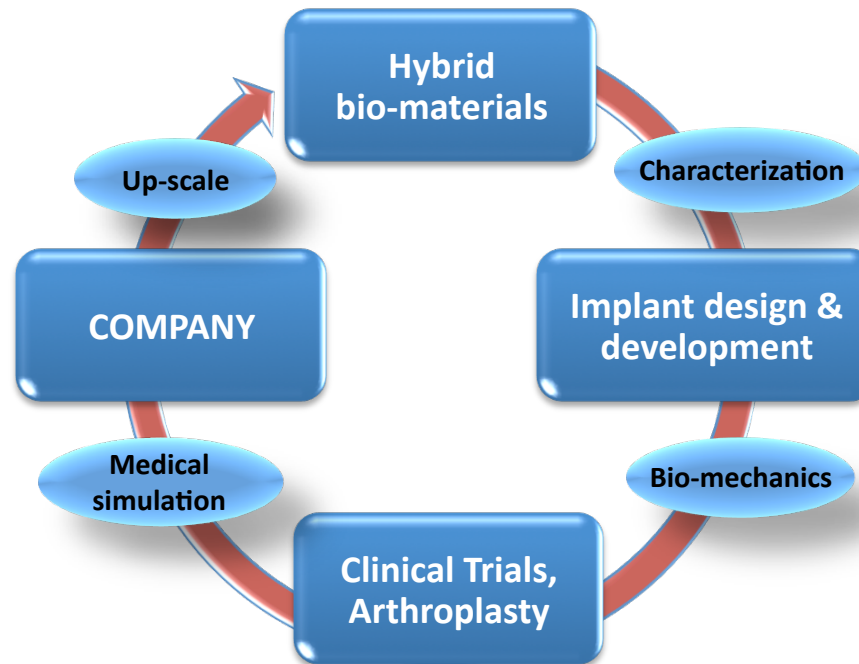 Hybrid
bio-materials
Up-scale
Characterization
COMPANY
Implant design &
development
Medical
simulation
Bio-mechanics
Clinical Trials,
Arthroplasty